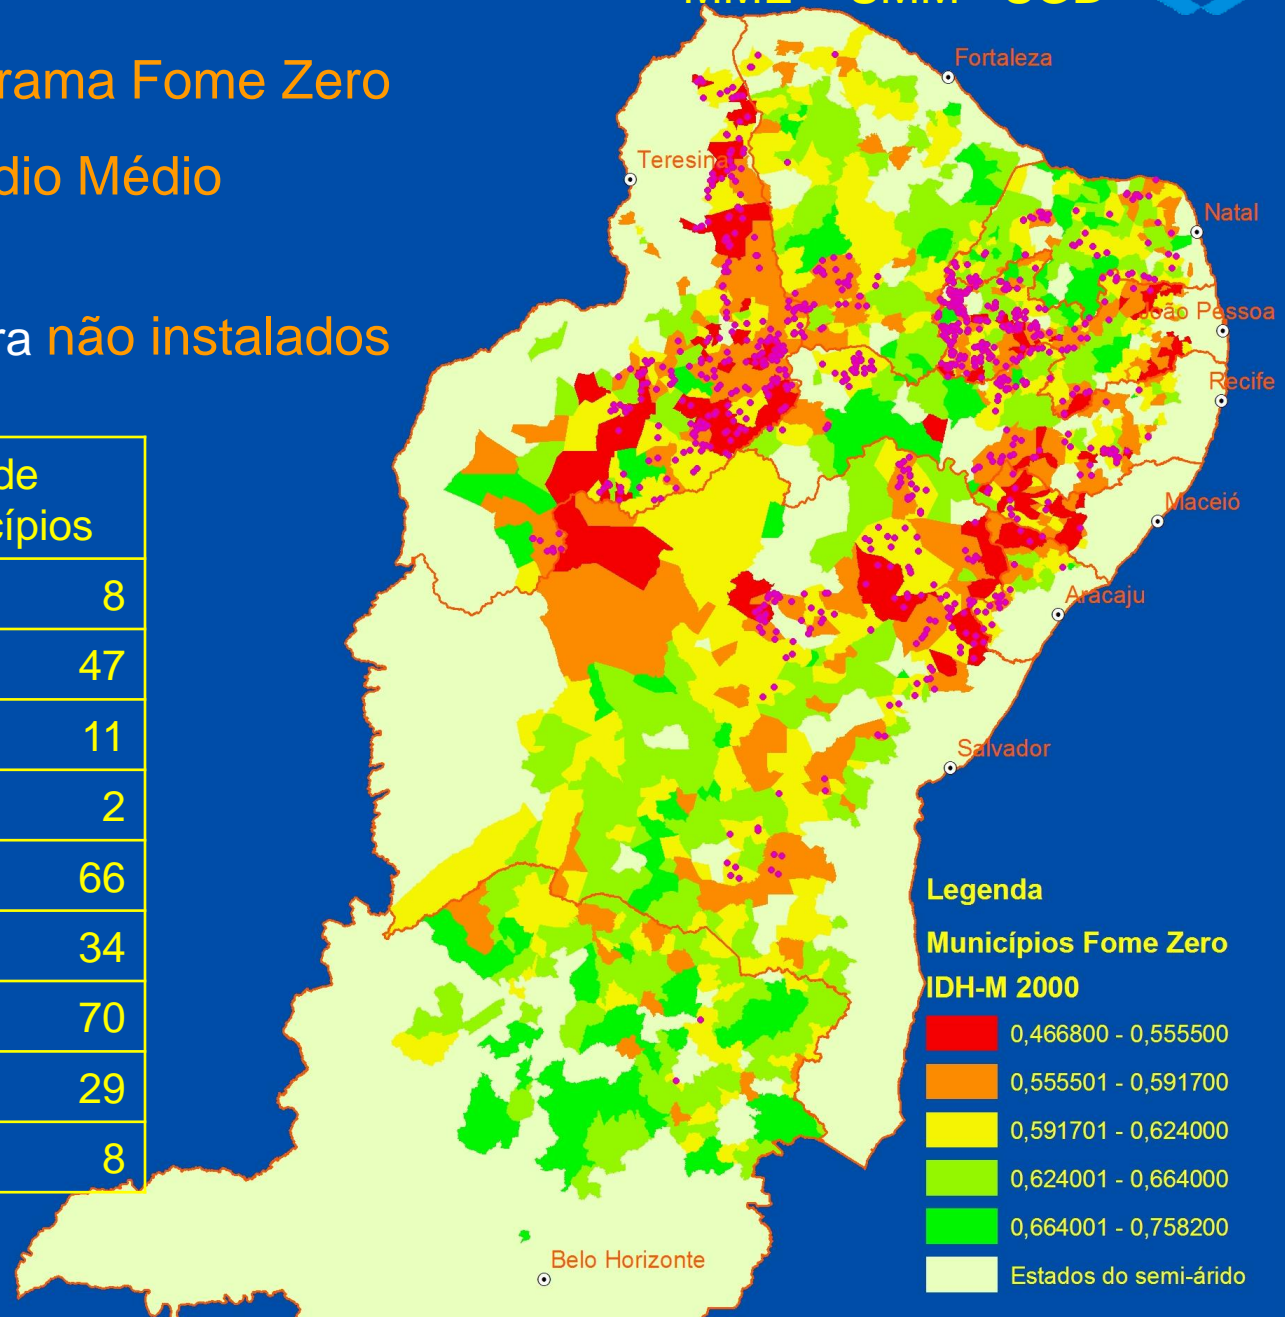 MME - SMM - CGD
rama Fome Zero
dio Médio
ra não instalados
de
cípios
8
47
11
2
66
34
70
29
8
Fortaleza
Teresina
Natal
João Pessoa
Recife
Maceió
Aracaju
Salvador
Belo Horizonte
Legenda
Municípios Fome Zero
IDH-M 2000
0,466800 - 0,555500
0,555501 - 0,591700
0,591701 - 0,624000
0,624001 - 0,664000
0,664001 - 0,758200
Estados do semi-árido